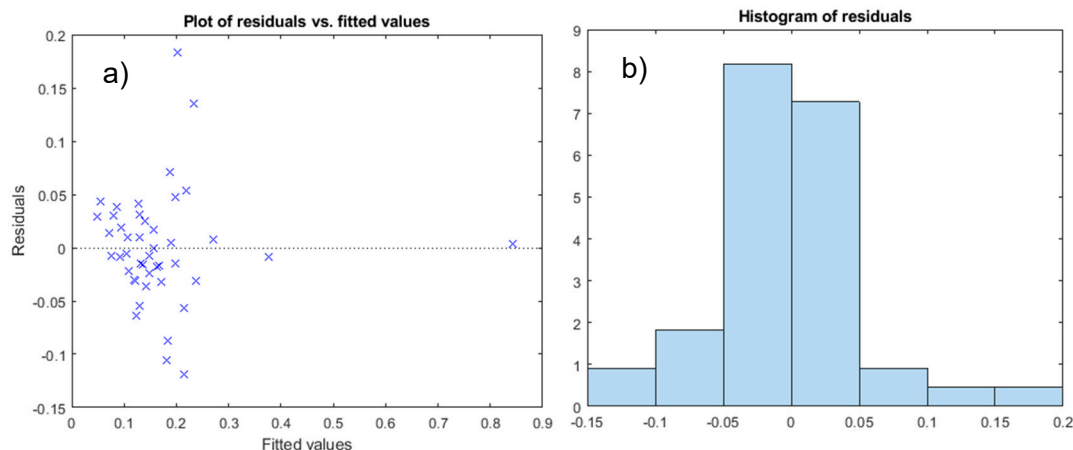 Plot of residuals vs. fitted values
a)
0.2
0.15
0.1
0.05
0
-0.05
-0.1
-0.15
Residuals
0 0.1 0.2 0.3 0.4 0.5 0.6 0.7 0.8 0.9
Fitted values
Histogram of residuals
b)
9
8
7
6
5
4
3
2
1
0
-0.15 -0.1 -0.05 0 0.05 0.1 0.15 0.2